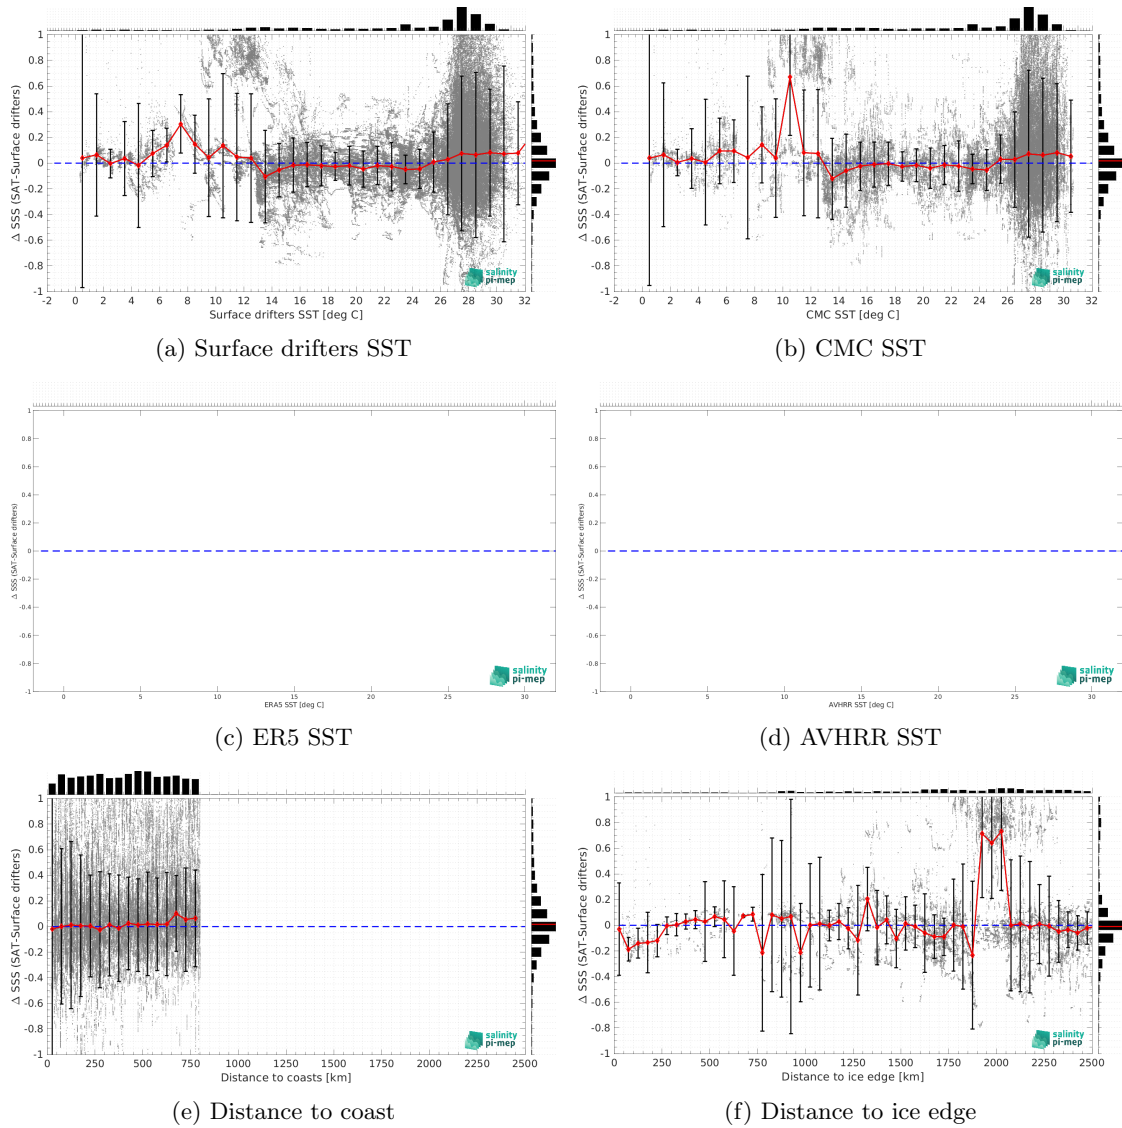 1
0.8
0.6
0.4
0.2
0
-0.2
-0.4
-0.6
-0.8
-1
Δ SSS (SAT-Surface drifters)
-2 0 2 4 6 8 10 12 14 16 18 20 22 24 26 28 30 32
Surface drifters SST [deg C]
salinity
pi-mep
(a) Surface drifters SST
1
0.8
0.6
0.4
0.2
0
-0.2
-0.4
-0.6
-0.8
-1
Δ SSS (SAT-Surface drifters)
-2 0 2 4 6 8 10 12 14 16 18 20 22 24 26 28 30 32
CMC SST [deg C]
salinity
pi-mep
(b) CMC SST
1
0.8
0.6
0.4
0.2
0
-0.2
-0.4
-0.6
-0.8
-1
Δ SSS (SAT-Surface drifters)
0 5 10 15 20 25 30
ERA5 SST [deg C]
salinity
pi-mep
(c) ER5 SST
1
0.8
0.6
0.4
0.2
0
-0.2
-0.4
-0.6
-0.8
-1
Δ SSS (SAT-Surface drifters)
0 5 10 15 20 25 30
AVHRR SST [deg C]
salinity
pi-mep
(d) AVHRR SST
1
0.8
0.6
0.4
0.2
0
-0.2
-0.4
-0.6
-0.8
-1
Δ SSS (SAT-Surface drifters)
0 250 500 750 1000 1250 1500 1750 2000 2250 2500
Distance to coasts [km]
salinity
pi-mep
(e) Distance to coast
1
0.8
0.6
0.4
0.2
0
-0.2
-0.4
-0.6
-0.8
-1
Δ SSS (SAT-Surface drifters)
0 250 500 750 1000 1250 1500 1750 2000 2250 2500
Distance to ice edge [km]
salinity
pi-mep
(f) Distance to ice edge